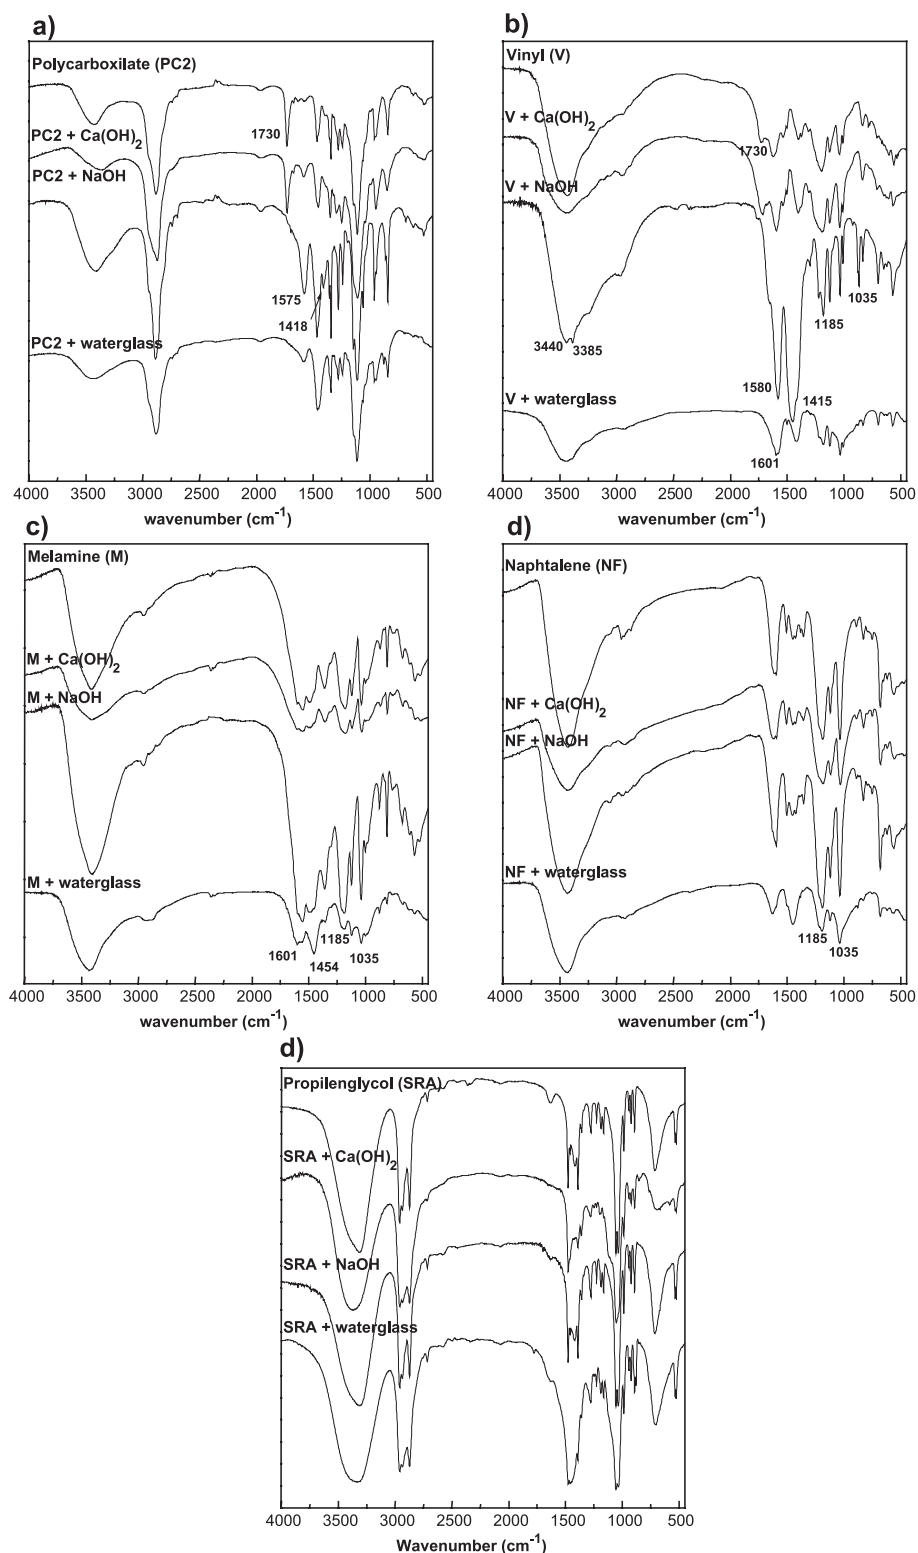 a)
Polycarboxilate (PC2)
PC2 + Ca(OH)2
PC2 + NaOH
1730
1575
1418
PC2 + waterglass
4000 3500 3000 2500 2000 1500 1000 500
wavenumber (cm-1)
b)
Vinyl (V)
V + Ca(OH)2
1730
V + NaOH
1035
1185
3440
3385
1580
1415
V + waterglass
1601
4000 3500 3000 2500 2000 1500 1000 500
wavenumber (cm-1)
c)
Melamine (M)
M + Ca(OH)2
M + NaOH
M + waterglass
1185
1601
1035
1454
4000 3500 3000 2500 2000 1500 1000 500
wavenumber (cm-1)
d)
Naphtalene (NF)
NF + Ca(OH)2
NF + NaOH
NF + waterglass
1185
1035
4000 3500 3000 2500 2000 1500 1000 500
wavenumber (cm-1)
d)
Propilenglycol (SRA)
SRA + Ca(OH)2
SRA + NaOH
SRA + waterglass
4000 3500 3000 2500 2000 1500 1000 500
Wavenumber (cm-1)